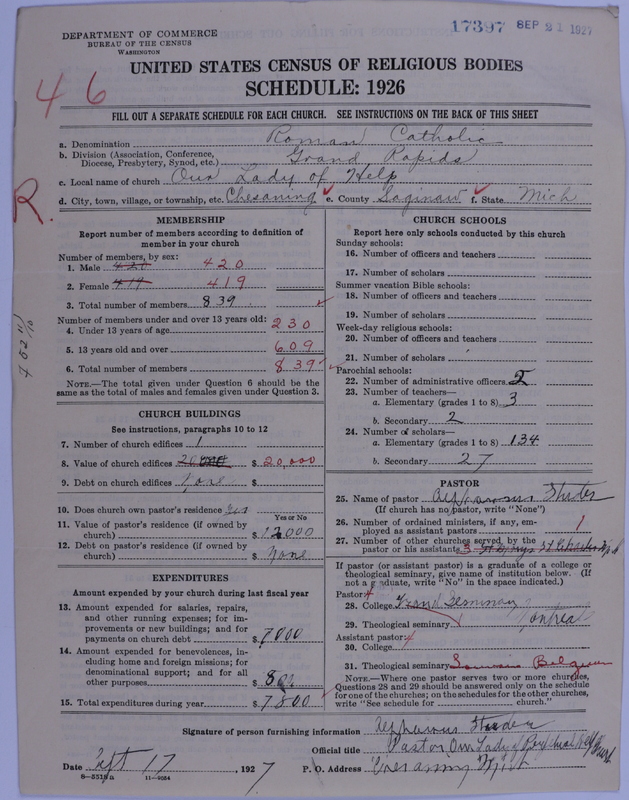 17397 SEP 21 1927
DEPARTMENT OF COMMERCE
BUREAU OF THE CENSUS
WASHINGTON
UNITED STATES CENSUS OF RELIGIOUS BODIES
SCHEDULE: 1926
46
FILL OUT A SEPARATE SCHEDULE FOR EACH CHURCH. SEE INSTRUCTIONS ON THE BACK OF THIS SHEET
a. Denomination Roman Catholic
b. Division (Association, Conference, Diocese, Presbytery, Synod, etc.) Grand Rapids
c. Local name of church Our Lady of Help
R.
d. City, town, village, or township, etc. Chesaning e. County Saginaw f. State Mich
MEMBERSHIP
Report number of members according to definition of
member in your church
Number of members, by sex:
1. Male 420 420
2. Female 419 419
3. Total number of members 839
Number of members under and over 13 years old:
4. Under 13 years of age 230
5. 13 years old and over 609
6. Total number of members 839
NOTE.—The total given under Question 6 should be
same as the total of males and females given under Question 3.
CHURCH BUILDINGS
See instructions, paragraphs 10 to 12
7. Number of church edifices 1
8. Value of church edifices $ 20,000
9. Debt on church edifices None $
10. Does church own pastor's residence Yes
Yes or No
11. Value of pastor's residence (if owned by
church) $ 12000
12. Debt on pastor's residence (if owned by
church) $ None
EXPENDITURES
Amount expended by your church during last fiscal year
13. Amount expended for salaries, repairs,
and other running expenses; for im-
provements or new buildings; and for
payments on church debt $ 7000
14. Amount expended for benevolences, in-
cluding home and foreign missions; for
denominational support; and for all
other purposes $ 800
15. Total expenditures during year $ 7800
CHURCH SCHOOLS
Report here only schools conducted by this church
Sunday schools:
16. Number of officers and teachers
17. Number of scholars
Summer vacation Bible schools:
18. Number of officers and teachers
19. Number of scholars
Week-day religious schools:
20. Number of officers and teachers
21. Number of scholars
Parochial schools:
22. Number of administrative officers
23. Number of teachers—
a. Elementary (grades 1 to 8) 3
b. Secondary 2
24. Number of scholars—
a. Elementary (grades 1 to 8) 134
b. Secondary 27
PASTOR
25. Name of pastor
(If church has no pastor, write "None")
26. Number of ordained ministers, if any, em-
ployed as assistant pastors 1
27. Number of other churches served by the
pastor or his assistants 3
If pastor (or assistant pastor) is a graduate of a college or
theological seminary, give name of institution below. (If
not a graduate, write "No" in the space indicated.)
Pastor:
28. College Grand Seminary
29. Theological seminary
Assistant pastor:
30. College
31. Theological seminary Louvain Belgium
NOTE.—Where one pastor serves two or more churches,
Questions 28 and 29 should be answered only on the schedule
for one of the churches; on the schedules for the other churches,
write "See schedule for church."
Signature of person furnishing information
Official title Pastor Our Lady of
Date Sept 17, 1927 P. O. Address Chesaning Mich
8—5518a 11—9034